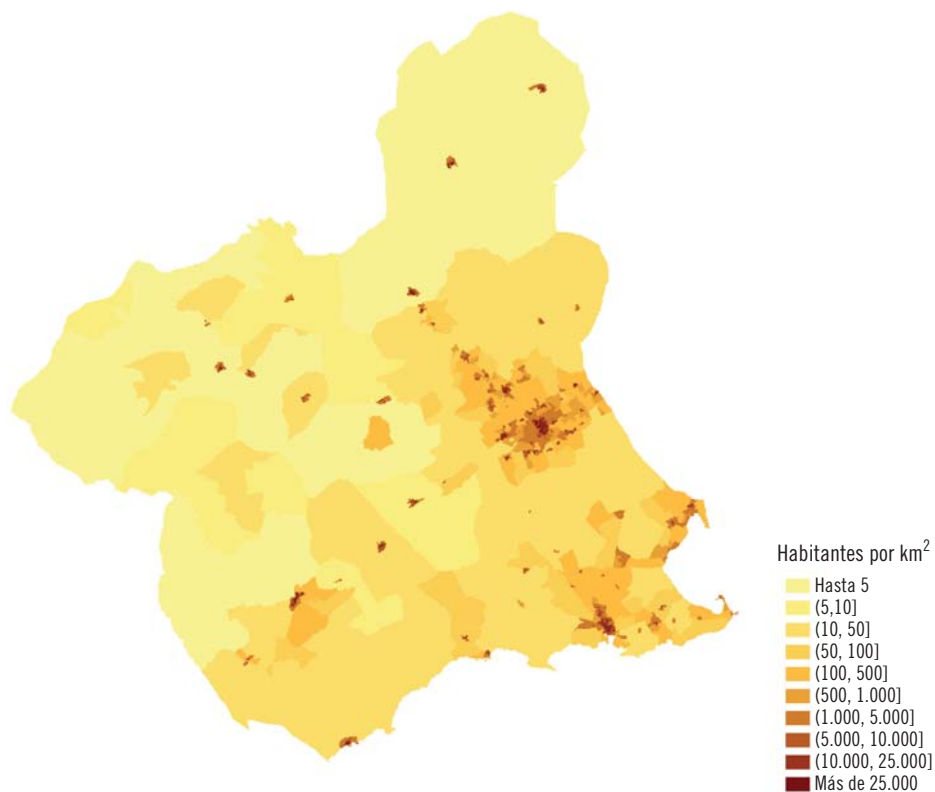 Habitantes por km²
Hasta 5
(5,10]
(10, 50]
(50, 100]
(100, 500]
(500, 1.000]
(1.000, 5.000]
(5.000, 10.000]
(10.000, 25.000]
Más de 25.000